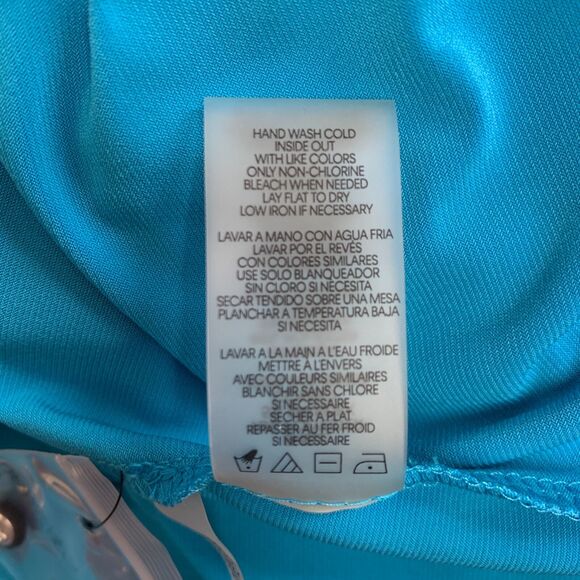 HAND WASH COLD
INSIDE OUT
WITH LIKE COLORS
ONLY NON-CHLORINE
BLEACH WHEN NEEDED
LAY FLAT TO DRY
LOW IRON IF NECESSARY
LAVAR A MANO CON AGUA FRIA
LAVAR POR EL REVÉS
CON COLORES SIMILARES
USE SOLO BLANQUEADOR
SIN CLORO SI NECESITA
SECAR TENDIDO SOBRE UNA MESA
PLANCHAR A TEMPERATURA BAJA
SI NECESITA
LAVAR A LA MAIN A L'EAU FROIDE
METTRE À L'ENVERS
AVEC COULEURS SIMILAIRES
BLANCHIR SANS CHLORE
SI NECESSAIRE
SECHER A PLAT
REPASSER AU FER FROID
SI NECESSAIRE